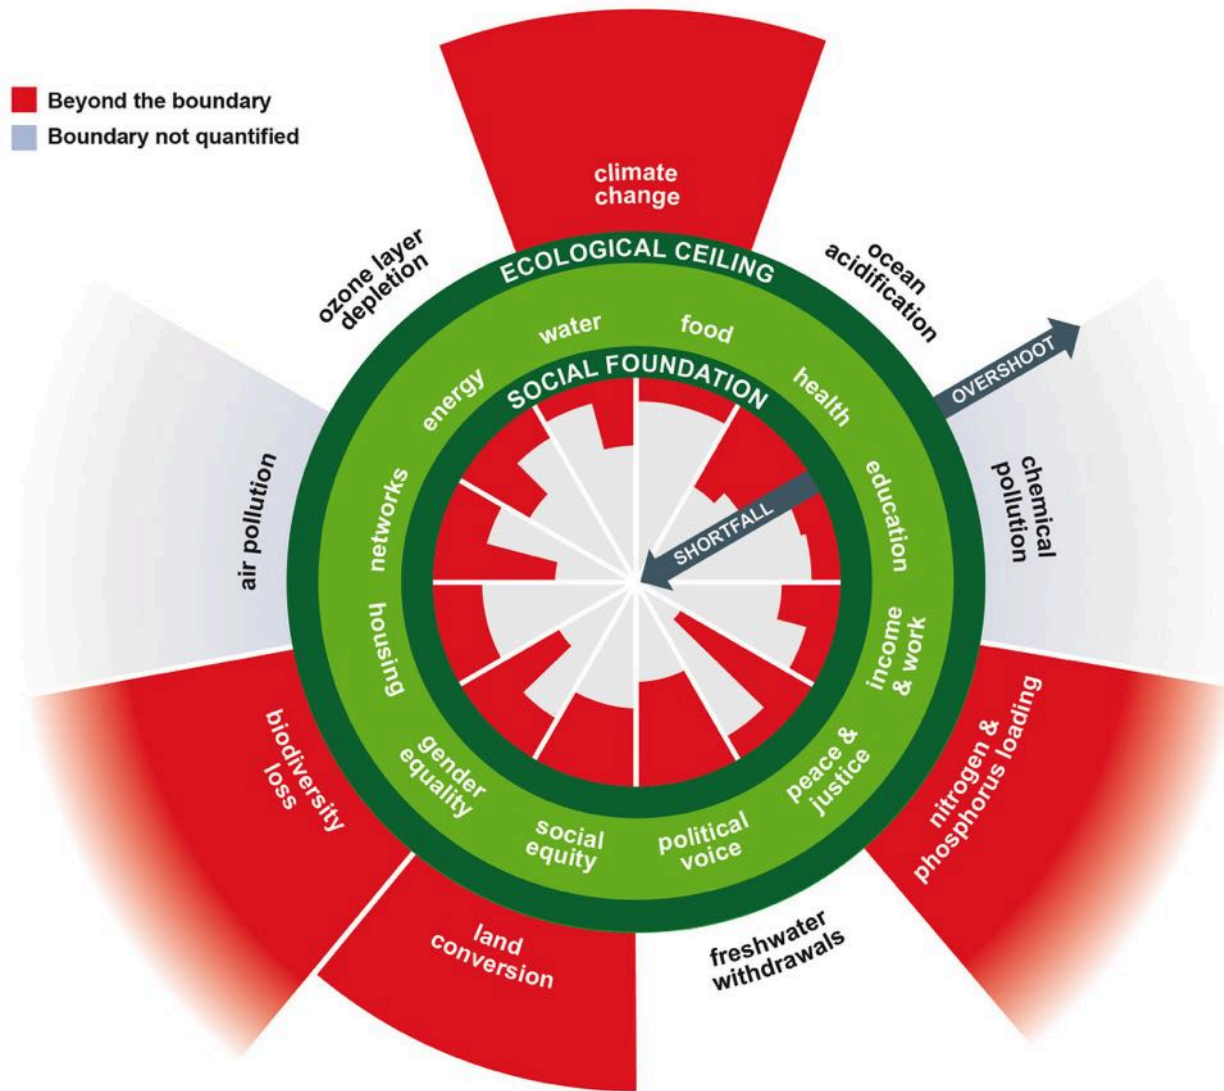 Beyond the boundary
Boundary not quantified
climate
change
ozone layer
depletion
ocean
acidification
ECOLOGICAL CEILING
OVERSHOOT
water
food
energy
health
SOCIAL FOUNDATION
networks
education
SHORTFALL
air pollution
chemical
pollution
housing
income
& work
gender
equality
peace &
justice
social
equity
political
voice
biodiversity
loss
nitrogen &
phosphorus loading
land
conversion
freshwater
withdrawals